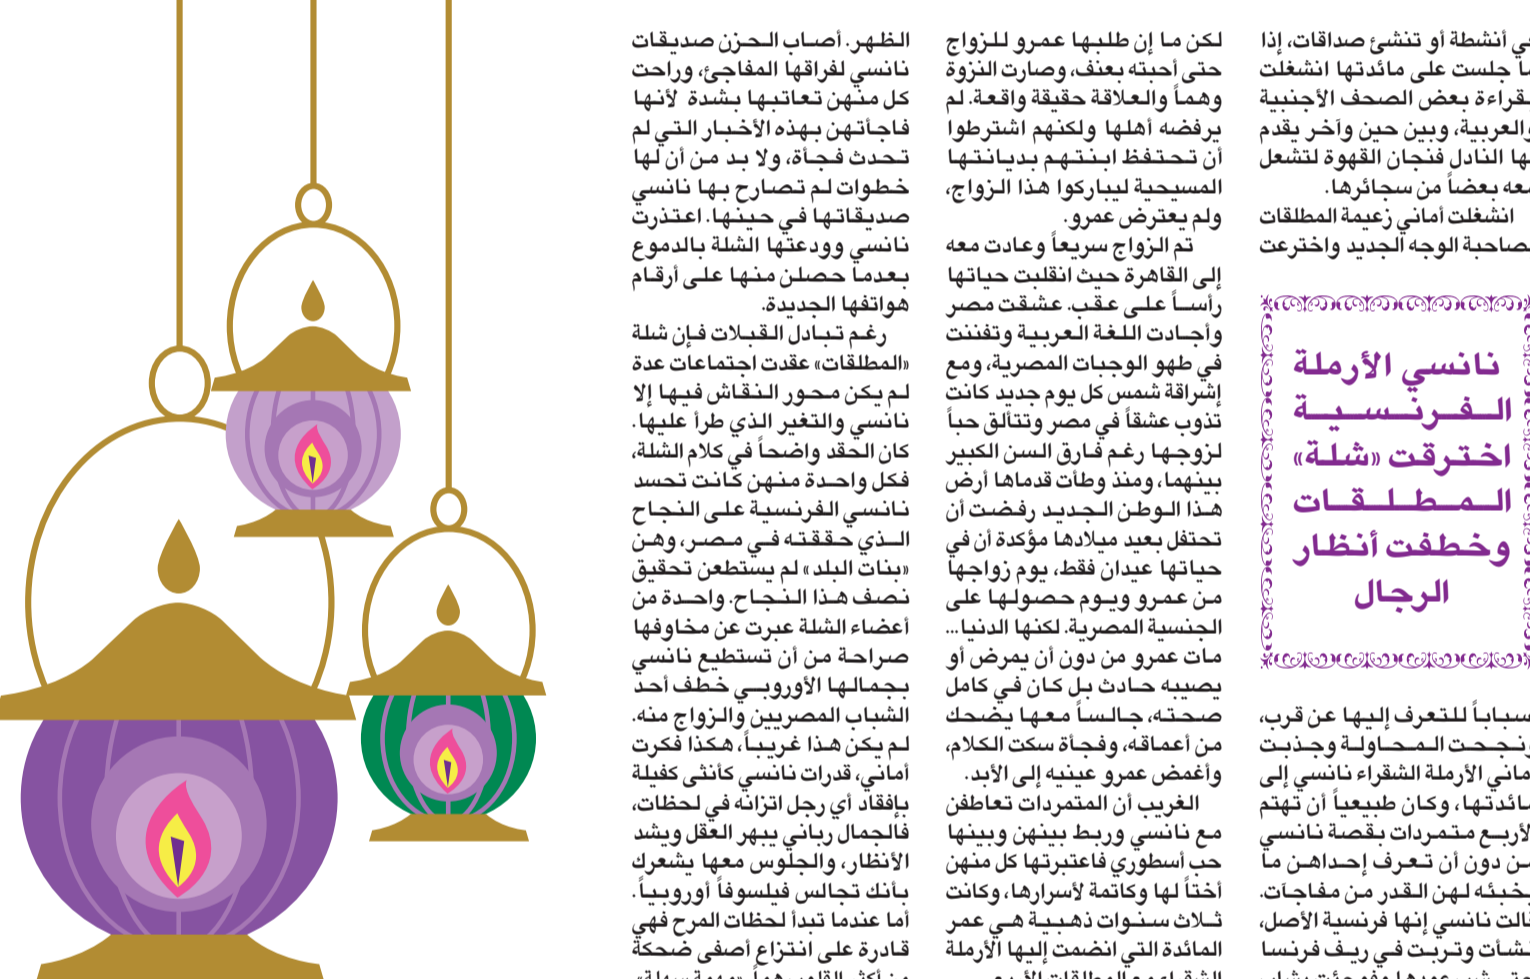 أنشطة أو تنشئ صداقات، إذا
جلست على مائدتها انشغلت
بقراءة بعض الصحف الأجنبية
والعربية، وبين حين وآخر يقدم
لها النادل فنجان القهوة لتشعل
معه بعضاً من سجائرها.
انشغلت أماني زعيمة المطلقات
بصاحبة الوجه الجديد واخترعت
نانسي الأرملة
الفرنسية
اخترقت «شلة»
المطلقات
وخطفت أنظار
الرجال
أسباباً للتعرف إليها عن قرب،
ونجحت المحاولة وجذبت
أماني الأرملة الشقراء نانسي إلى
مائدتها، وكان طبيعياً أن تهتم
الأربع متمردات بقصة نانسي
من دون أن تعرف إحداهن ما
يخبئه لهن القدر من مفاجآت.
قالت نانسي إنها فرنسية الأصل،
نشأت وتربت في ريف فرنسا
لكن ما إن طلبها عمرو للزواج
حتى أحبته بعنف، وصارت النزوة
وهماً والعلاقة حقيقة واقعة. لم
يرفضه أهلها ولكنهم اشترطوا
أن تحتفظ ابنتهم بديانتها
المسيحية ليباركوا هذا الزواج،
ولم يعترض عمرو.
تم الزواج سريعاً وعادت معه
إلى القاهرة حيث انقلبت حياتها
رأساً على عقب. عشقت مصر
وأجادت اللغة العربية وتفننت
في طهو الوجبات المصرية، ومع
إشراقة شمس كل يوم جديد كانت
تذوب عشقاً في مصر وتتألق حباً
لزوجها رغم فارق السن الكبير
بينهما، ومنذ وطأت قدماها أرض
هذا الوطن الجديد رفضت أن
تحتفل بعيد ميلادها مؤكدة أن في
حياتها عيدان فقط، يوم زواجها
من عمرو ويوم حصولها على
الجنسية المصرية. لكنها الدنيا...
مات عمرو من دون أن يمرض أو
يصيبه حادث بل كان في كامل
صحته، جالساً معها يضحك
من أعماقه، وفجأة سكت الكلام،
وأغمض عمرو عينيه إلى الأبد.
الغريب أن المتمردات تعاطفن
مع نانسي وربط بينهن وبينها
حب أسطوري فاعتبرتها كل منهن
أختاً لها وكاتمة لأسرارها، وكانت
ثلاث سنوات ذهبية هي عمر
المائدة التي انضمت إليها الأرملة
الشقراء مع المطلقات الأربع.
الظهر. أصاب الحزن صديقات
نانسي لفراقها المفاجئ، وراحت
كل منهن تعاتبها بشدة لأنها
فاجأتهن بهذه الأخبار التي لم
تحدث فجأة، ولا بد من أن لها
خطوات لم تصارح بها نانسي
صديقاتها في حينها. اعتذرت
نانسي وودعتها الشلة بالدموع
بعدما حصلن منها على أرقام
هواتفها الجديدة.
رغم تبادل القبلات فإن شلة
«المطلقات» عقدت اجتماعات عدة
لم يكن محور النقاش فيها إلا
نانسي والتغير الذي طرأ عليها.
كان الحقد واضحاً في كلام الشلة،
فكل واحدة منهن كانت تحسد
نانسي الفرنسية على النجاح
الذي حققته في مصر، وهن
«بنات البلد» لم يستطعن تحقيق
نصف هذا النجاح. واحدة من
أعضاء الشلة عبرت عن مخاوفها
صراحة من أن تستطيع نانسي
بجمالها الأوروبي خطف أحد
الشباب المصريين والزواج منه.
لم يكن هذا غريباً، هكذا فكرت
أماني، قدرات نانسي كأنثى كفيلة
بإفقاد أي رجل اتزانه في لحظات،
فالجمال رباني يبهر العقل ويشد
الأنظار، والجلوس معها يشعرك
بأنك تجالس فيلسوفاً أوروبياً.
أما عندما تبدأ لحظات المرح فهي
قادرة على انتزاع أصفى ضحكة